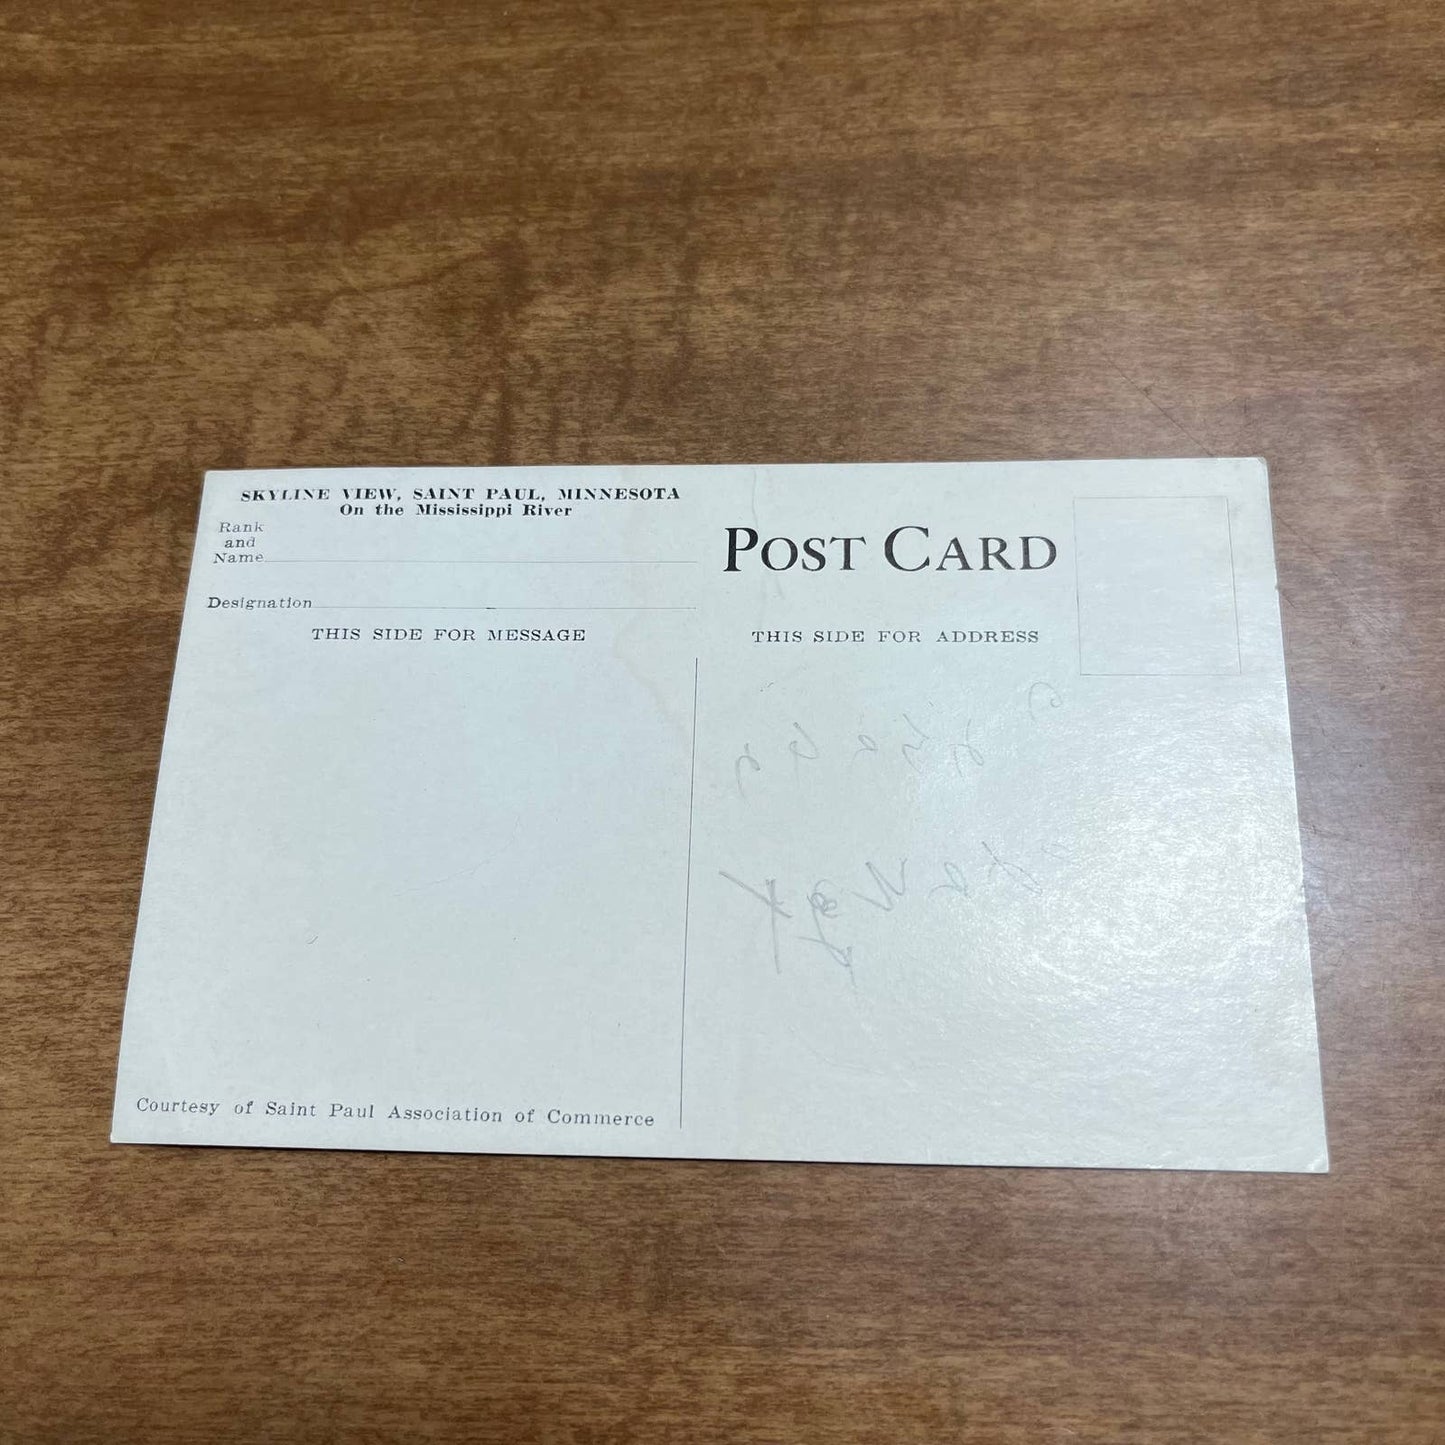 SKYLINE VIEW, SAINT PAUL, MINNESOTA
On the Mississippi River
Rank
and
Name
Designation
THIS SIDE FOR MESSAGE
POST CARD
THIS SIDE FOR ADDRESS
Courtesy of Saint Paul Association of Commerce